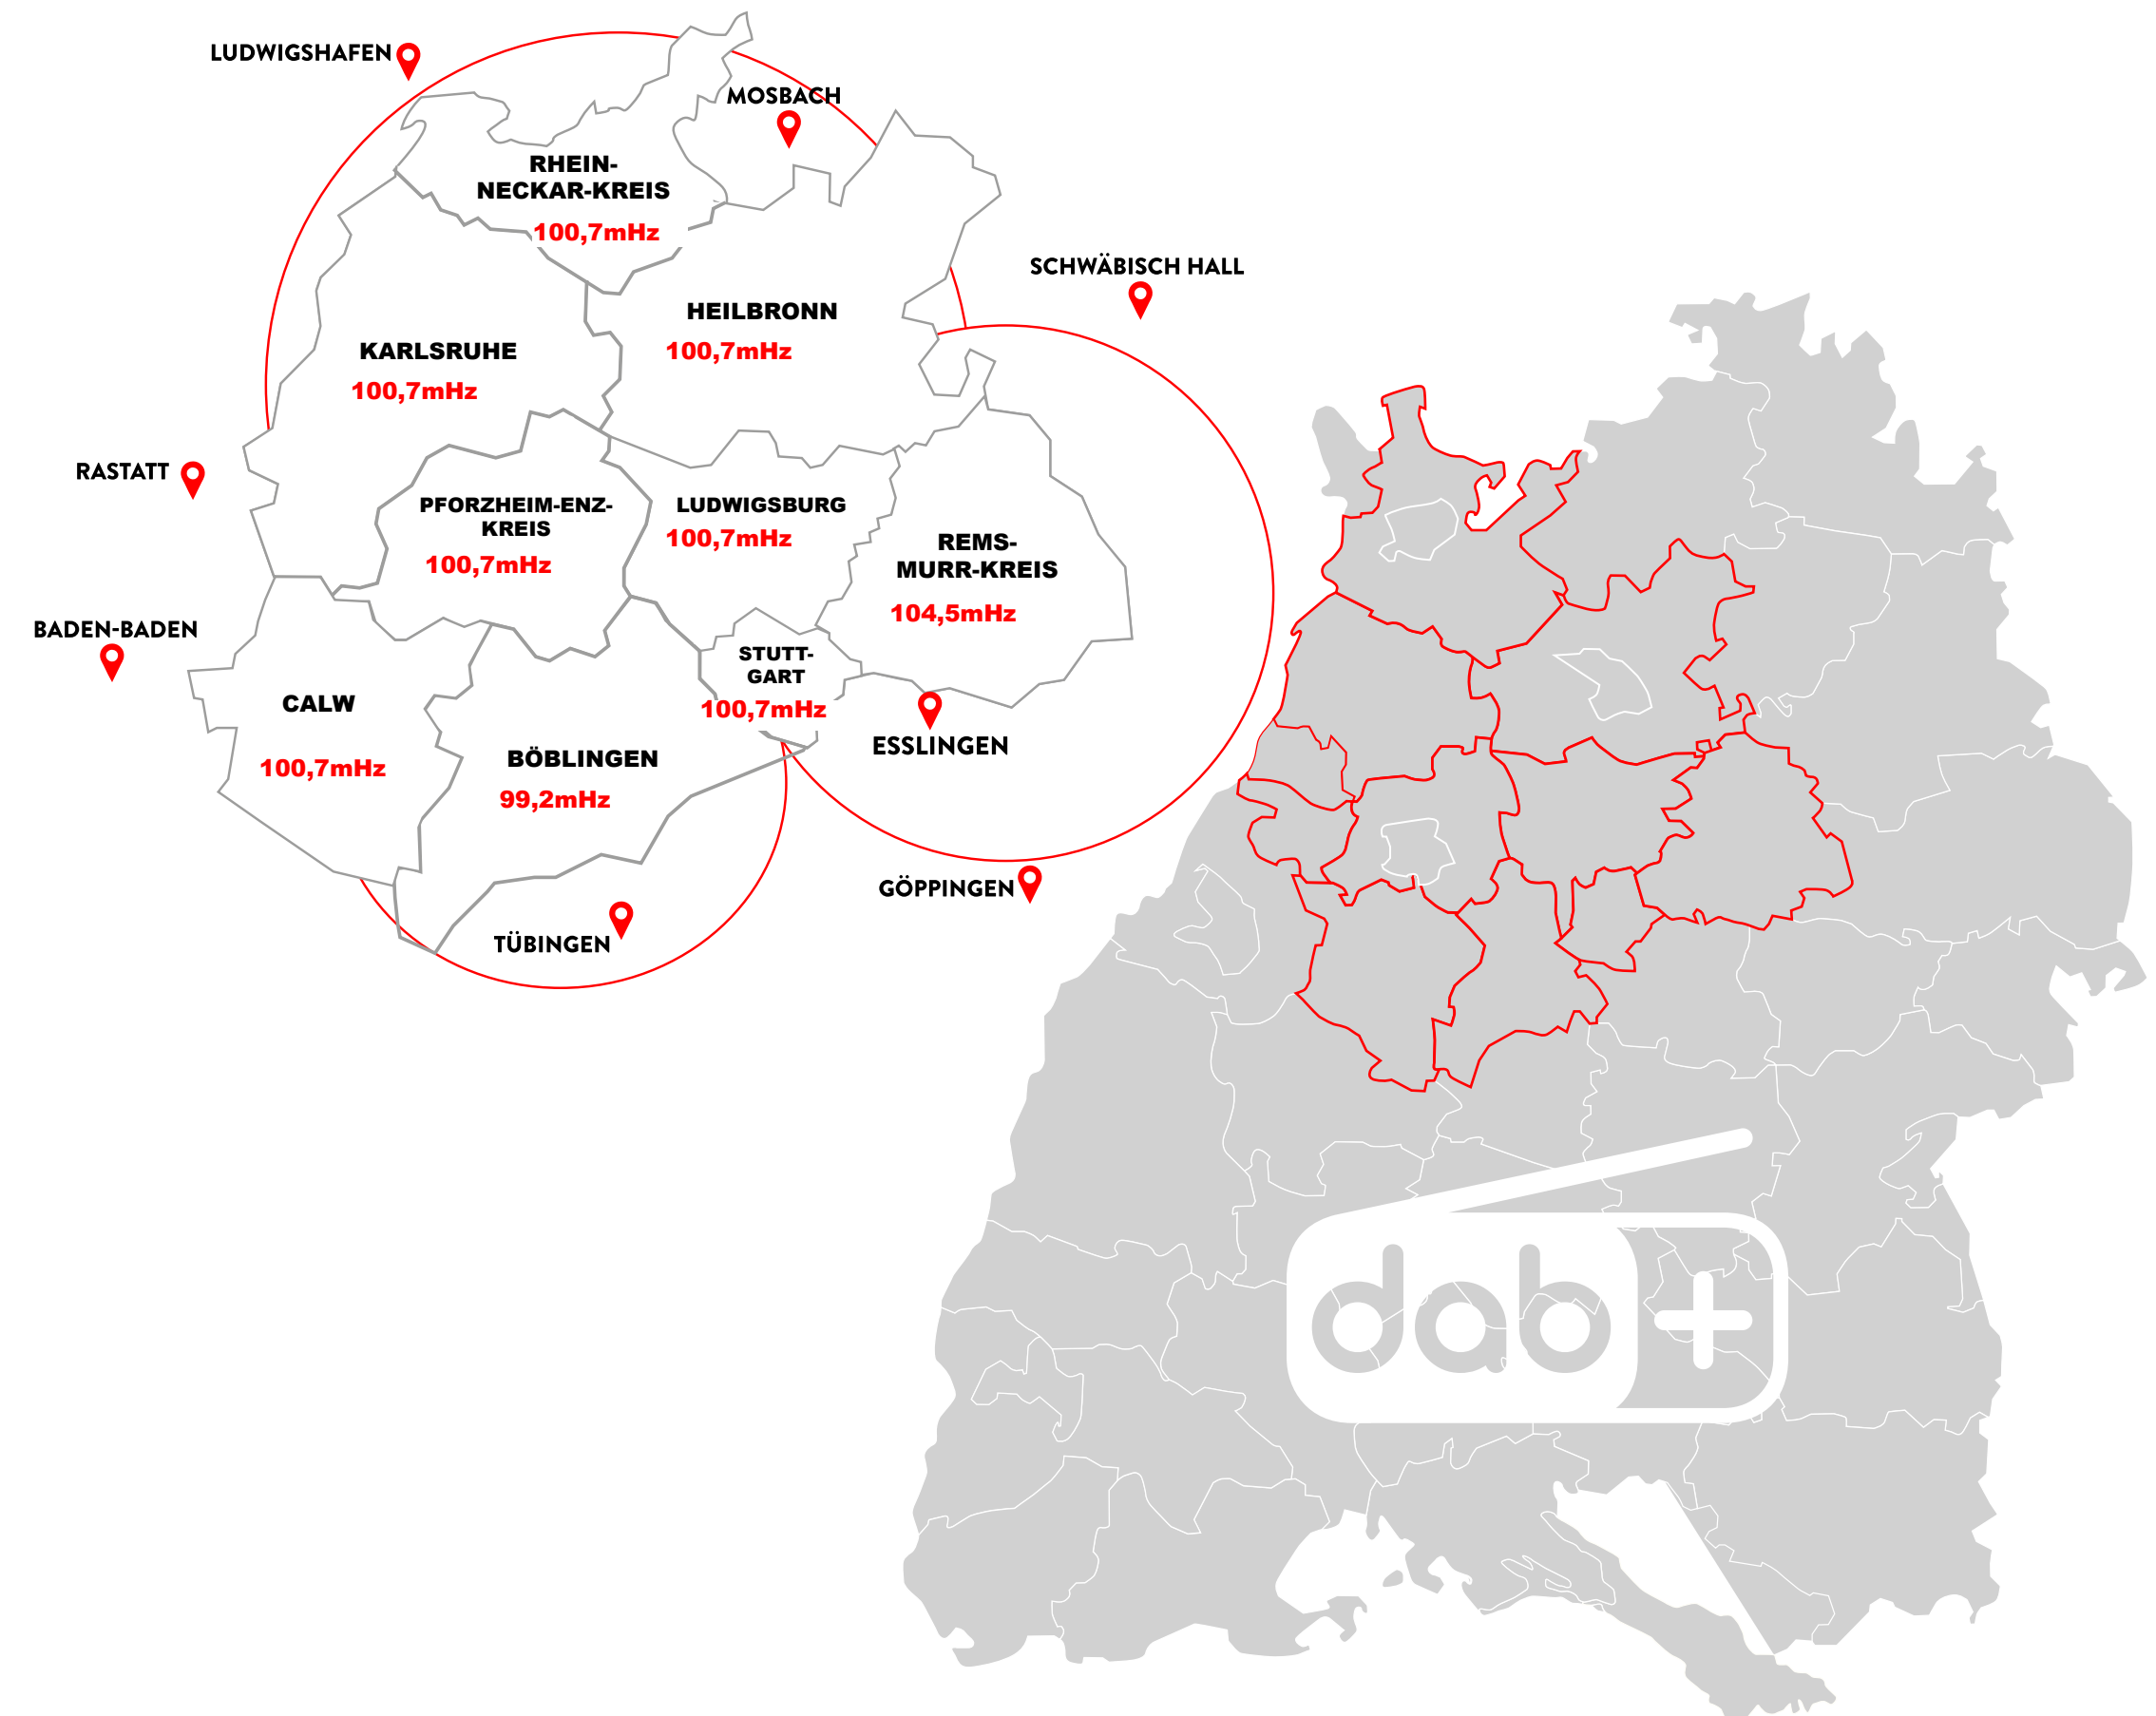 LUDWIGSHAFEN
MOSBACH
RHEIN-
NECKAR-KREIS
100,7mHz
SCHWÄBISCH HALL
HEILBRONN
100,7mHz
KARLSRUHE
100,7mHz
RASTATT
PFORZHEIM-ENZ-
KREIS
100,7mHz
LUDWIGSBURG
100,7mHz
REMS-
MURR-KREIS
104,5mHz
BADEN-BADEN
STUTT-
GART
100,7mHz
CALW
100,7mHz
ESSLINGEN
BÖBLINGEN
99,2mHz
GÖPPINGEN
TÜBINGEN
dab+